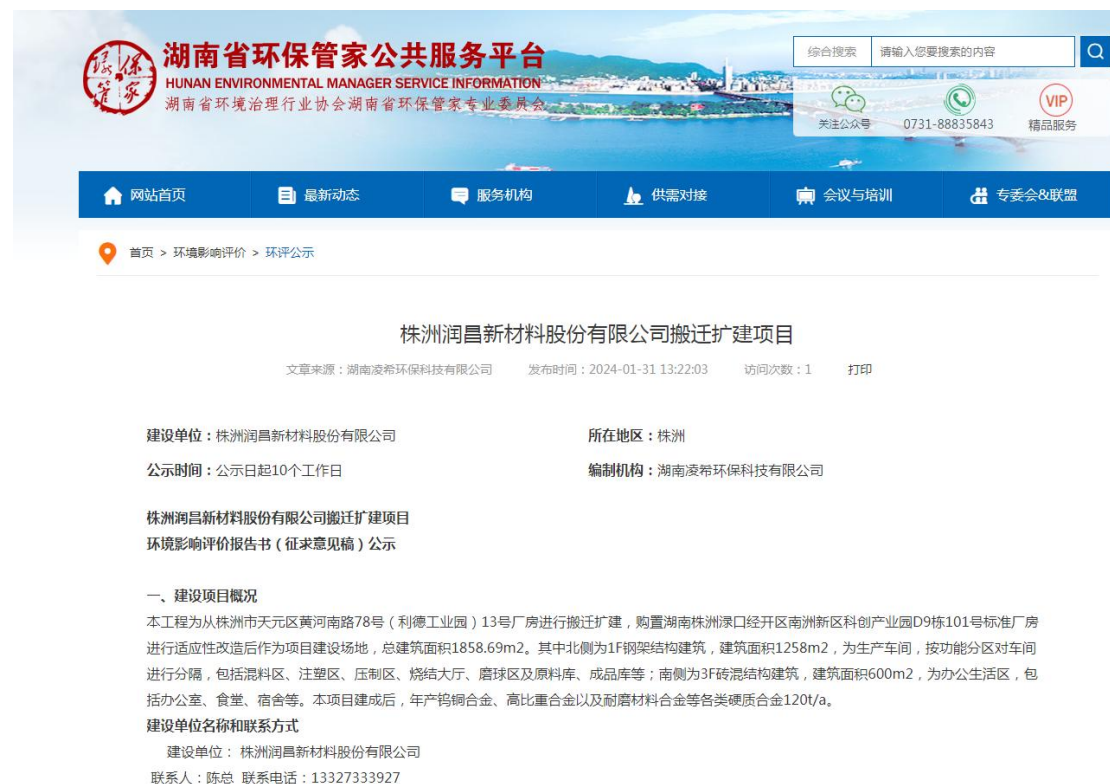 湖南省环保管家公共服务平台
HUNAN ENVIRONMENTAL MANAGER SERVICE INFORMATION
湖南省环境治理行业协会湖南省环保管家专业委员会
综合搜索 请输入您要搜索的内容
关注公众号 0731-88835843 VIP 精品服务
网站首页 最新动态 服务机构 供需对接 会议与培训 专委会&联盟
首页 > 环境影响评价 > 环评公示
株洲润昌新材料股份有限公司搬迁扩建项目
文章来源：湖南凌希环保科技有限公司 发布时间：2024-01-31 13:22:03 访问次数：1 打印
建设单位：株洲润昌新材料股份有限公司 所在地区：株洲
公示时间：公示日起10个工作日 编制机构：湖南凌希环保科技有限公司
株洲润昌新材料股份有限公司搬迁扩建项目
环境影响评价报告书（征求意见稿）公示
一、建设项目概况
本工程为从株洲市天元区黄河南路78号（利德工业园）13号厂房进行搬迁扩建，购置湖南株洲渌口经开区南洲新区科创产业园D9栋101号标准厂房
进行适应性改造后作为项目建设场地，总建筑面积1858.69m2。其中北侧为1F钢架结构建筑，建筑面积1258m2，为生产车间，按功能分区对车间
进行分隔，包括混料区、注塑区、压制区、烧结大厅、磨球区及原料库、成品库等；南侧为3F砖混结构建筑，建筑面积600m2，为办公生活区，包
括办公室、食堂、宿舍等。本项目建成后，年产钨铜合金、高比重合金以及耐磨材料合金等各类硬质合金120t/a。
建设单位名称和联系方式
建设单位： 株洲润昌新材料股份有限公司
联系人：陈总 联系电话：13327333927